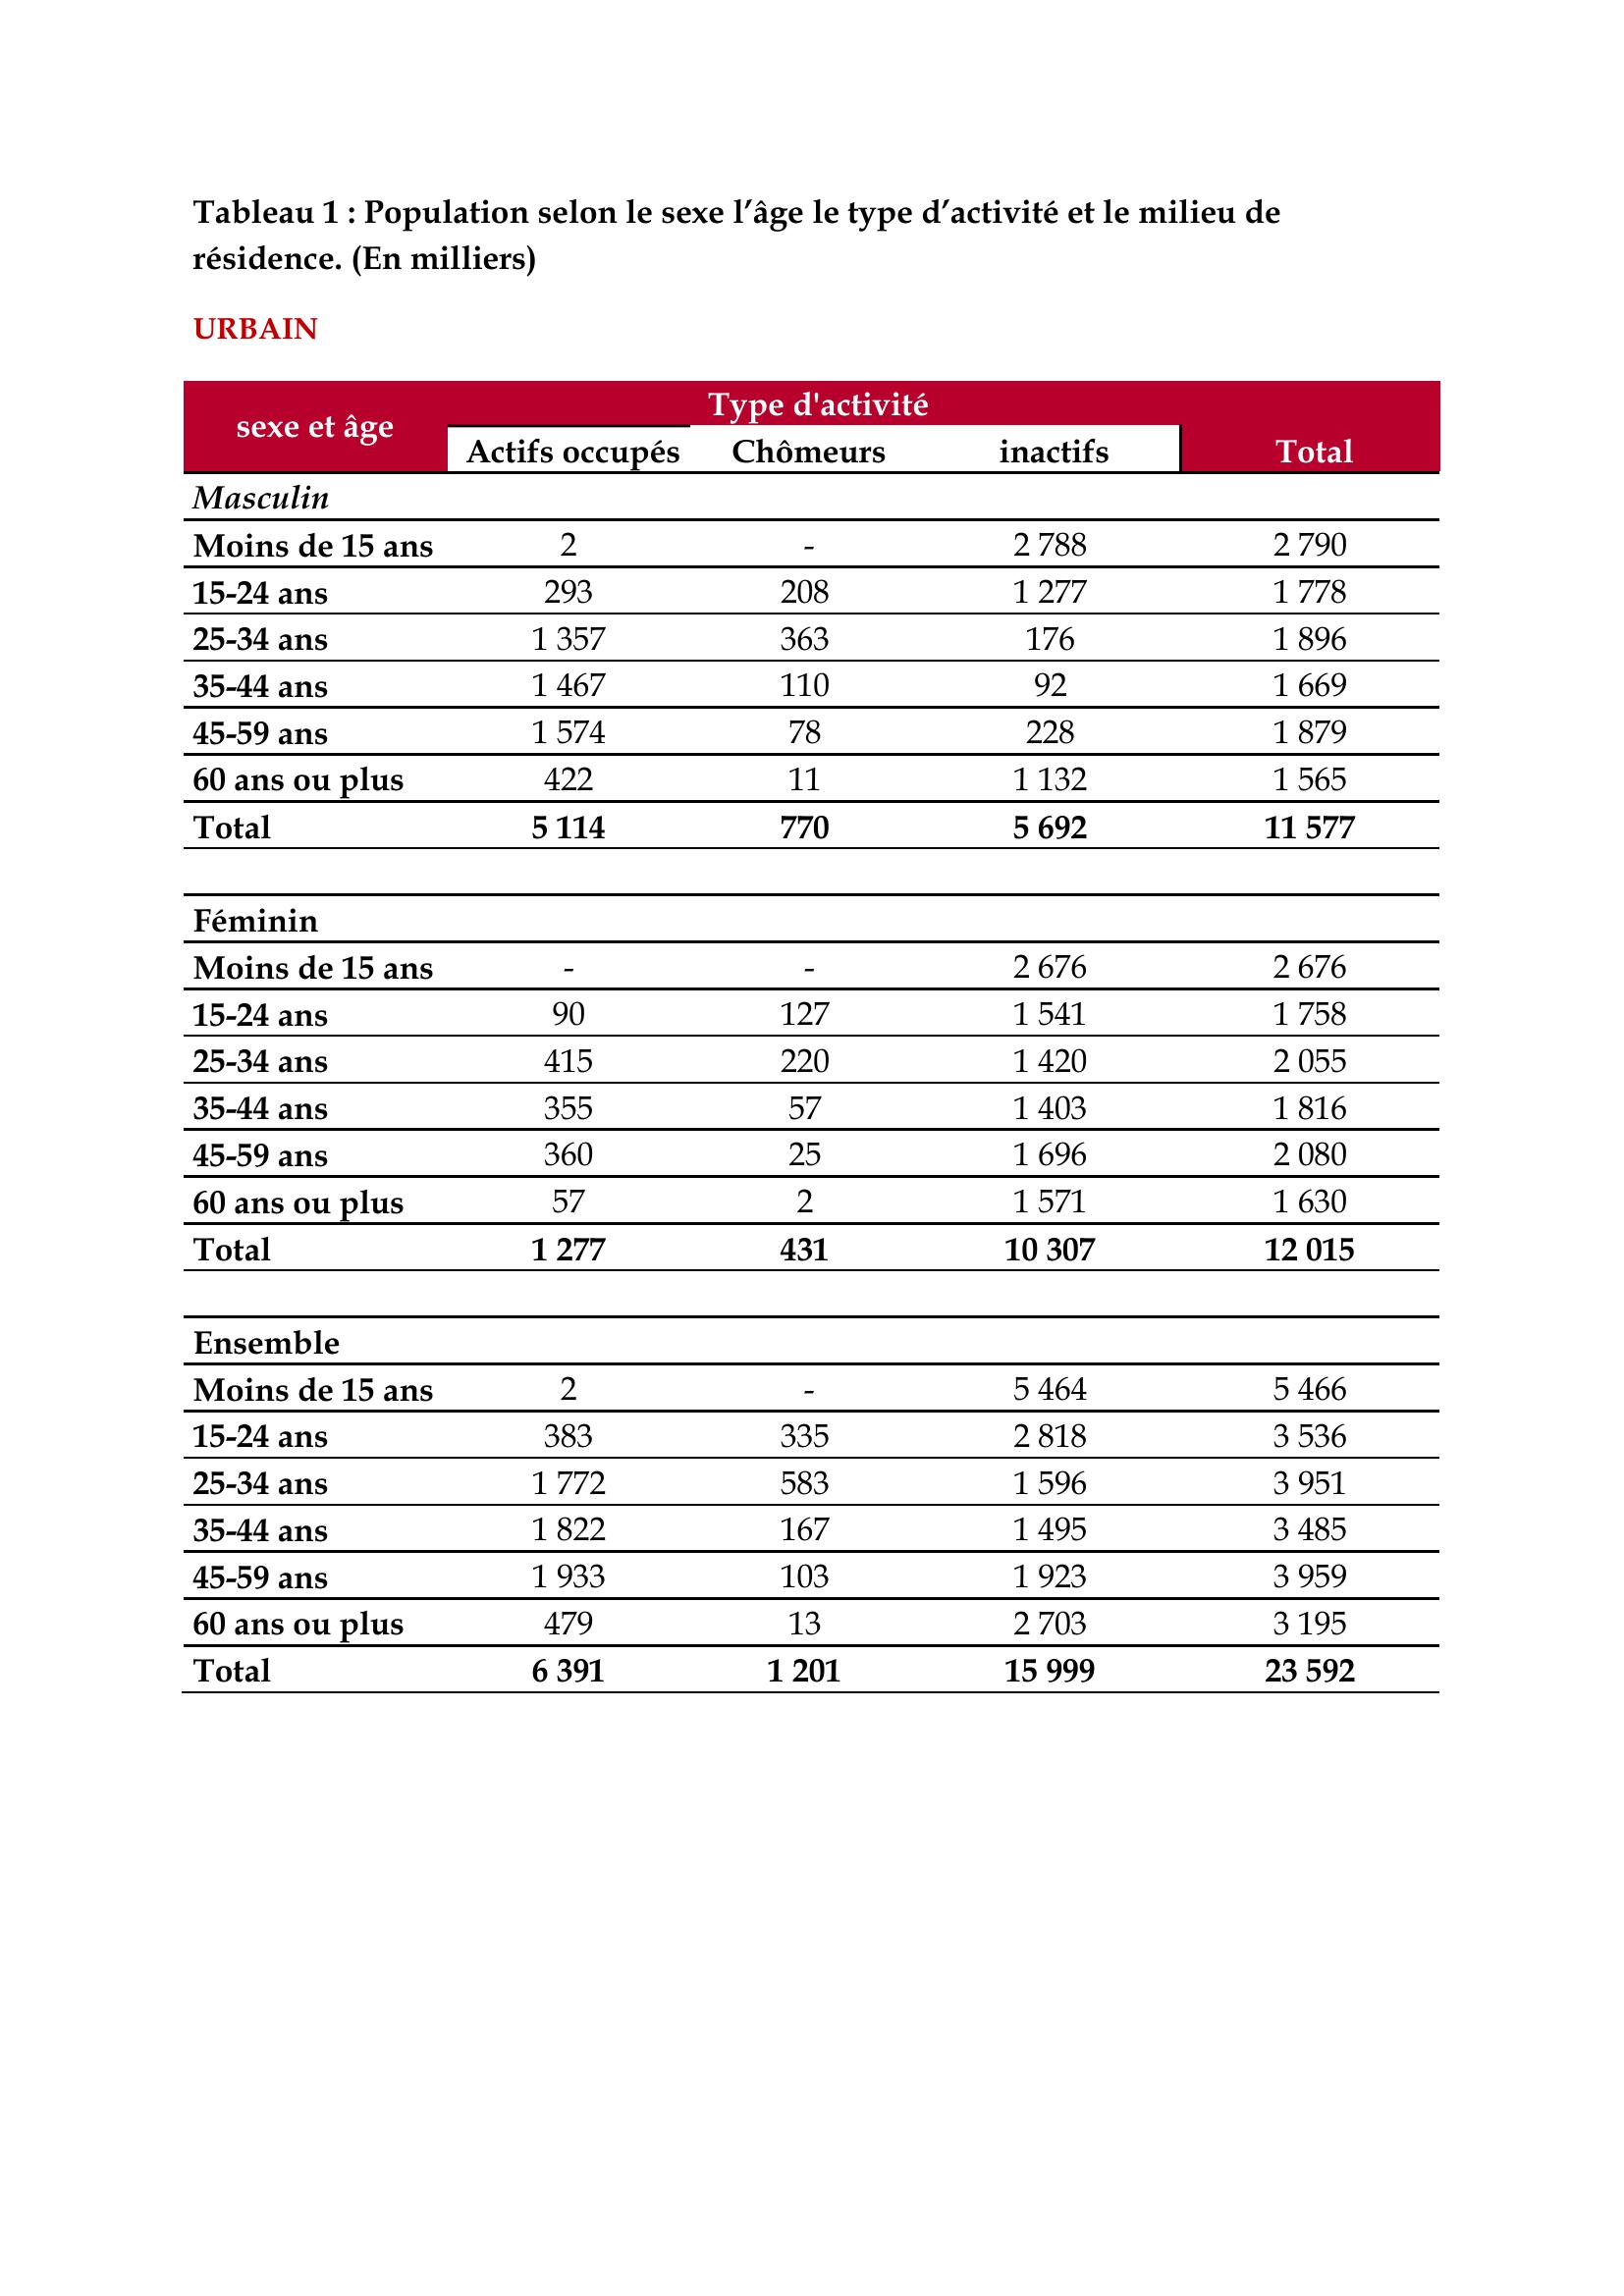 Tableau 1 : Population selon le sexe l’âge le type d’activité et le milieu de
résidence. (En milliers)
URBAIN
sexe et âge Type d'activité
Actifs occupés Chômeurs inactifs Total
Masculin
Moins de 15 ans 2 - 2 788 2 790
15-24 ans 293 208 1 277 1 778
25-34 ans 1 357 363 176 1 896
35-44 ans 1 467 110 92 1 669
45-59 ans 1 574 78 228 1 879
60 ans ou plus 422 11 1 132 1 565
Total 5 114 770 5 692 11 577
Féminin
Moins de 15 ans - - 2 676 2 676
15-24 ans 90 127 1 541 1 758
25-34 ans 415 220 1 420 2 055
35-44 ans 355 57 1 403 1 816
45-59 ans 360 25 1 696 2 080
60 ans ou plus 57 2 1 571 1 630
Total 1 277 431 10 307 12 015
Ensemble
Moins de 15 ans 2 - 5 464 5 466
15-24 ans 383 335 2 818 3 536
25-34 ans 1 772 583 1 596 3 951
35-44 ans 1 822 167 1 495 3 485
45-59 ans 1 933 103 1 923 3 959
60 ans ou plus 479 13 2 703 3 195
Total 6 391 1 201 15 999 23 592